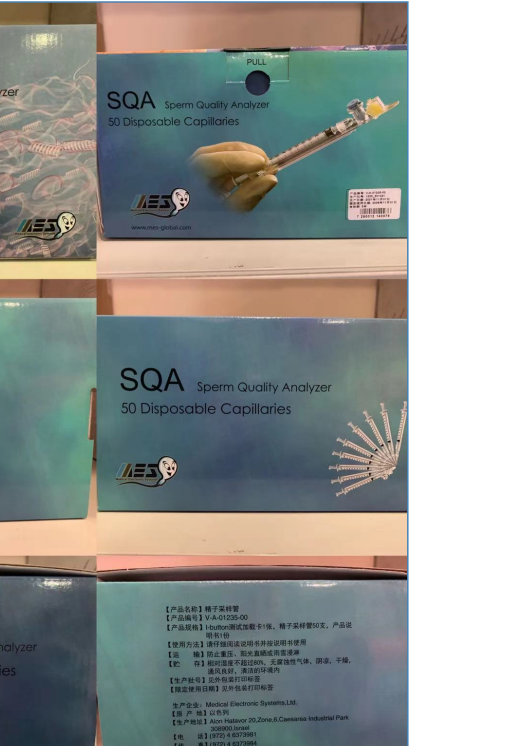 yzer
PULL
SQA Sperm Quality Analyzer
50 Disposable Capillaries
MES
MES
www.mes-global.com
SQA Sperm Quality Analyzer
50 Disposable Capillaries
MES
nalyzer
ies
【产品名称】精子采样管
【产品编号】V-A-01235-00
【产品规格】I-button测试加载卡1张，精子采样管50支，产品说
明书1份
【使用方法】请仔细阅读说明书并按说明书使用
【运 输】防止重压、阳光直晒或雨雪浸淋
【贮 存】相对湿度不超过80%、无腐蚀性气体，阴凉，干燥，
通风良好，清洁的环境内
【生产批号】见外包装打印标签
【限定使用日期】见外包装打印标签
生产企业：Medical Electronic Systems,Ltd.
【原 产 地】以色列
【生产地址】Alon Hatavor 20,Zone,6,Caesarea Industrial Park
308900,Israel
【电 话】(972) 4 6373981